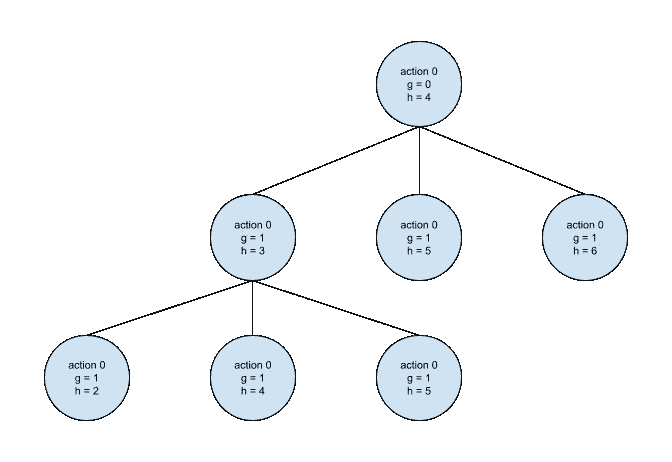 action 0
g = 0
h = 4
action 0
g = 1
h = 3
action 0
g = 1
h = 5
action 0
g = 1
h = 6
action 0
g = 1
h = 2
action 0
g = 1
h = 4
action 0
g = 1
h = 5